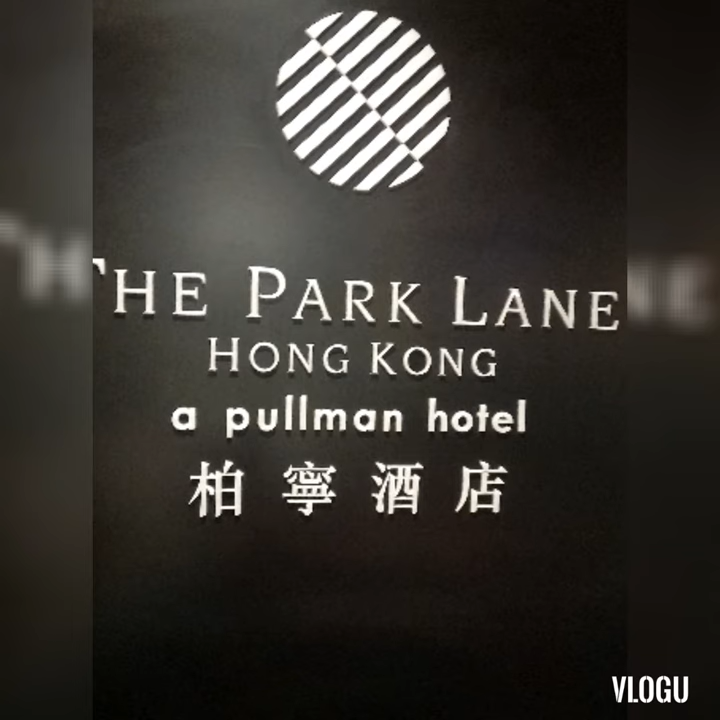 THE PARK LANE
HONG KONG
a pullman hotel
柏寧酒店
VLOGU